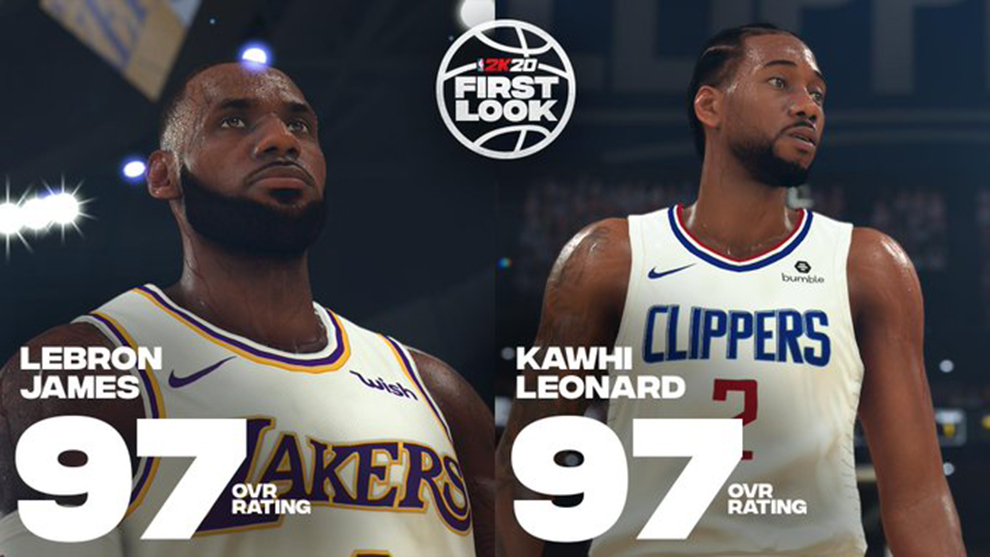 2K20
FIRST
LOOK
LEBRON
JAMES
97
OVR
RATING
wish
LAKERS
KAWHI
LEONARD
97
OVR
RATING
bumble
CLIPPERS
2